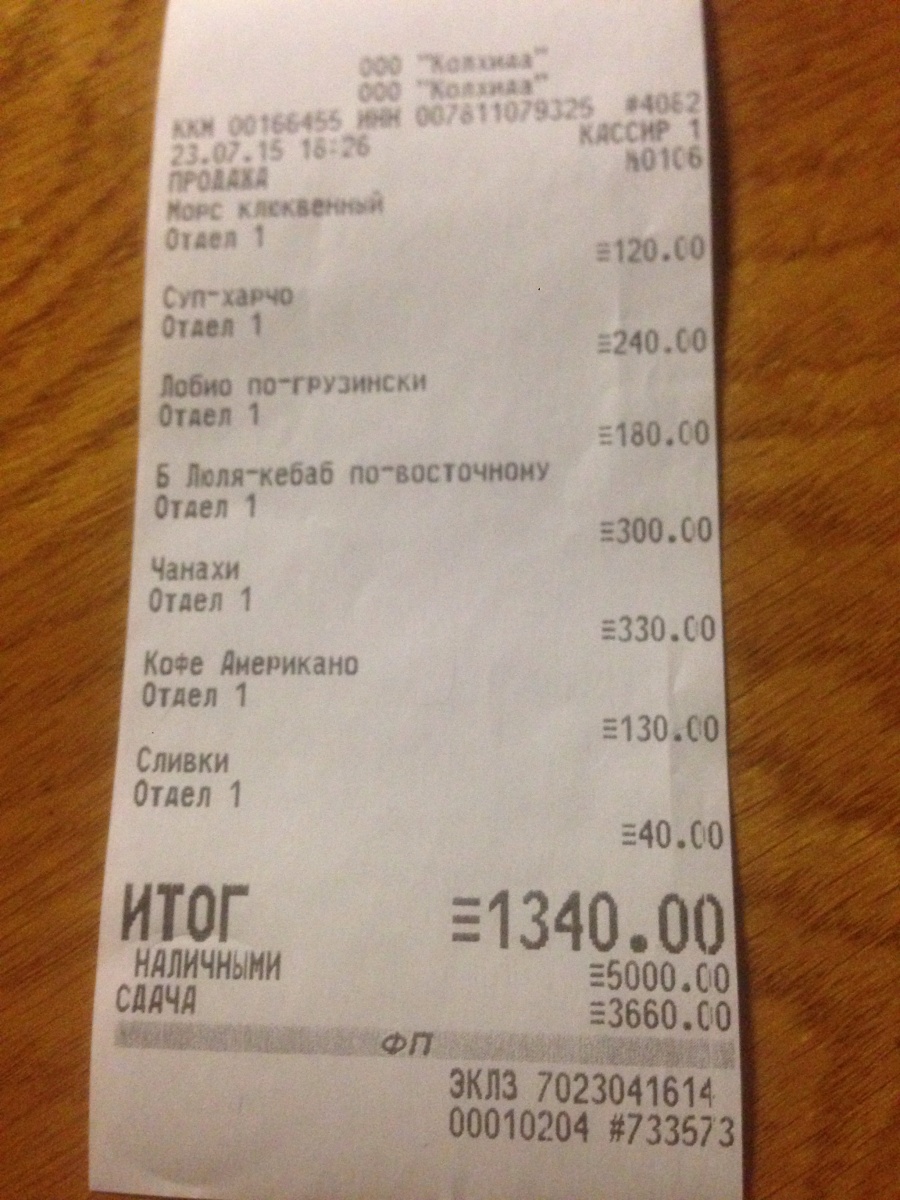 ООО "Колхида"
ООО "Колхида"
ККМ 00166455 ИНН 007811079325 #4062
23.07.15 16:26 КАССИР 1
ПРОДАЖА №0106
Морс клюквенный
Отдел 1
≡120.00
Суп-харчо
Отдел 1
≡240.00
Лобио по-грузински
Отдел 1
≡180.00
Б Люля-кебаб по-восточному
Отдел 1
≡300.00
Чанахи
Отдел 1
≡330.00
Кофе Американо
Отдел 1
≡130.00
Сливки
Отдел 1
≡40.00
ИТОГ ≡1340.00
НАЛИЧНЫМИ ≡5000.00
СДАЧА ≡3660.00
ФП
ЭКЛЗ 7023041614
00010204 #733573